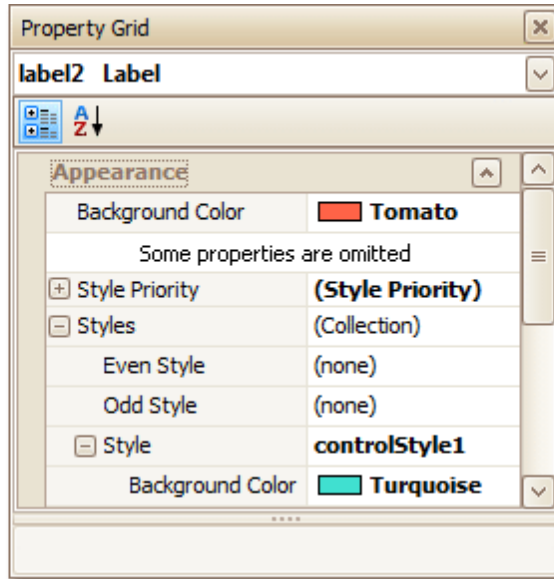 Property Grid
label2 Label
A
Z
Appearance
Background Color Tomato
Some properties are omitted
Style Priority (Style Priority)
Styles (Collection)
Even Style (none)
Odd Style (none)
Style controlStyle1
Background Color Turquoise